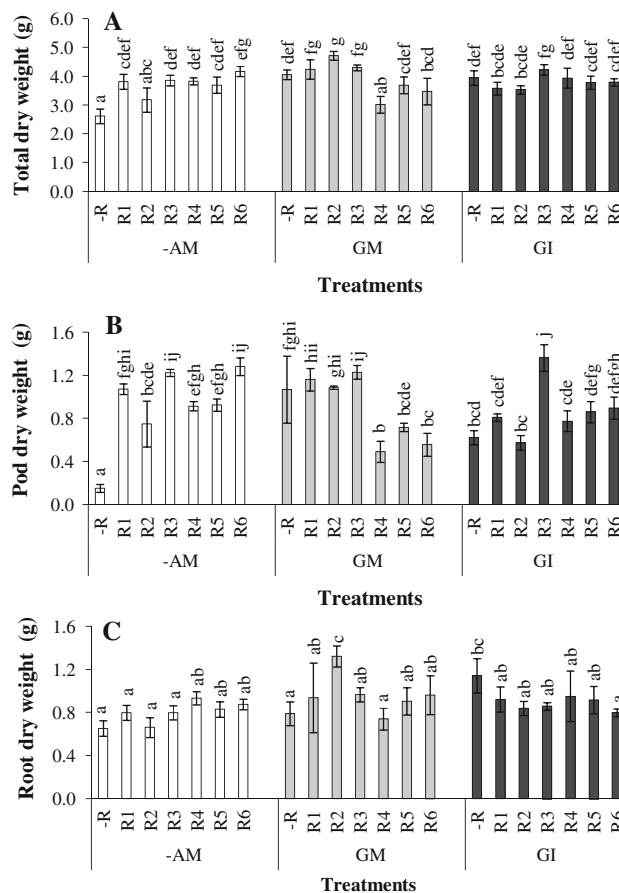 A
Total dry weight (g)
6.0
5.0
4.0
3.0
2.0
1.0
0.0
a cdef abc def def cdef efg def fg g fg ab cdef bcd def bcde bcde fg def cdef cdef
-R R1 R2 R3 R4 R5 R6 -R R1 R2 R3 R4 R5 R6 -R R1 R2 R3 R4 R5 R6
-AM GM GI
Treatments
B
Pod dry weight (g)
1.6
1.2
0.8
0.4
0.0
a fghi bcde ij efgh efgh ij fghi hii ghi ij b bcde bc bcd cdef bc j cde defg defgh
-R R1 R2 R3 R4 R5 R6 -R R1 R2 R3 R4 R5 R6 -R R1 R2 R3 R4 R5 R6
-AM GM GI
Treatments
C
Root dry weight (g)
1.6
1.2
0.8
0.4
0.0
a a a a ab ab ab a ab c ab a ab ab bc ab ab ab ab ab a
-R R1 R2 R3 R4 R5 R6 -R R1 R2 R3 R4 R5 R6 -R R1 R2 R3 R4 R5 R6
-AM GM GI
Treatments